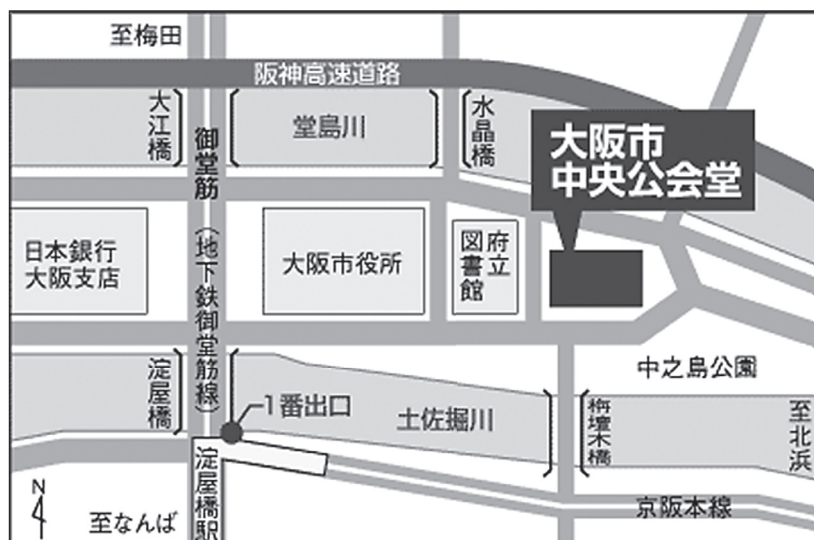 至梅田
阪神高速道路
大江橋
堂島川
水晶橋
御堂筋
(地下鉄御堂筋線)
大阪市
中央公会堂
日本銀行
大阪支店
大阪市役所
府立
図書館
中之島公園
淀屋橋
1番出口
土佐堀川
栴檀木橋
至北浜
淀屋橋駅
京阪本線
N
至なんば